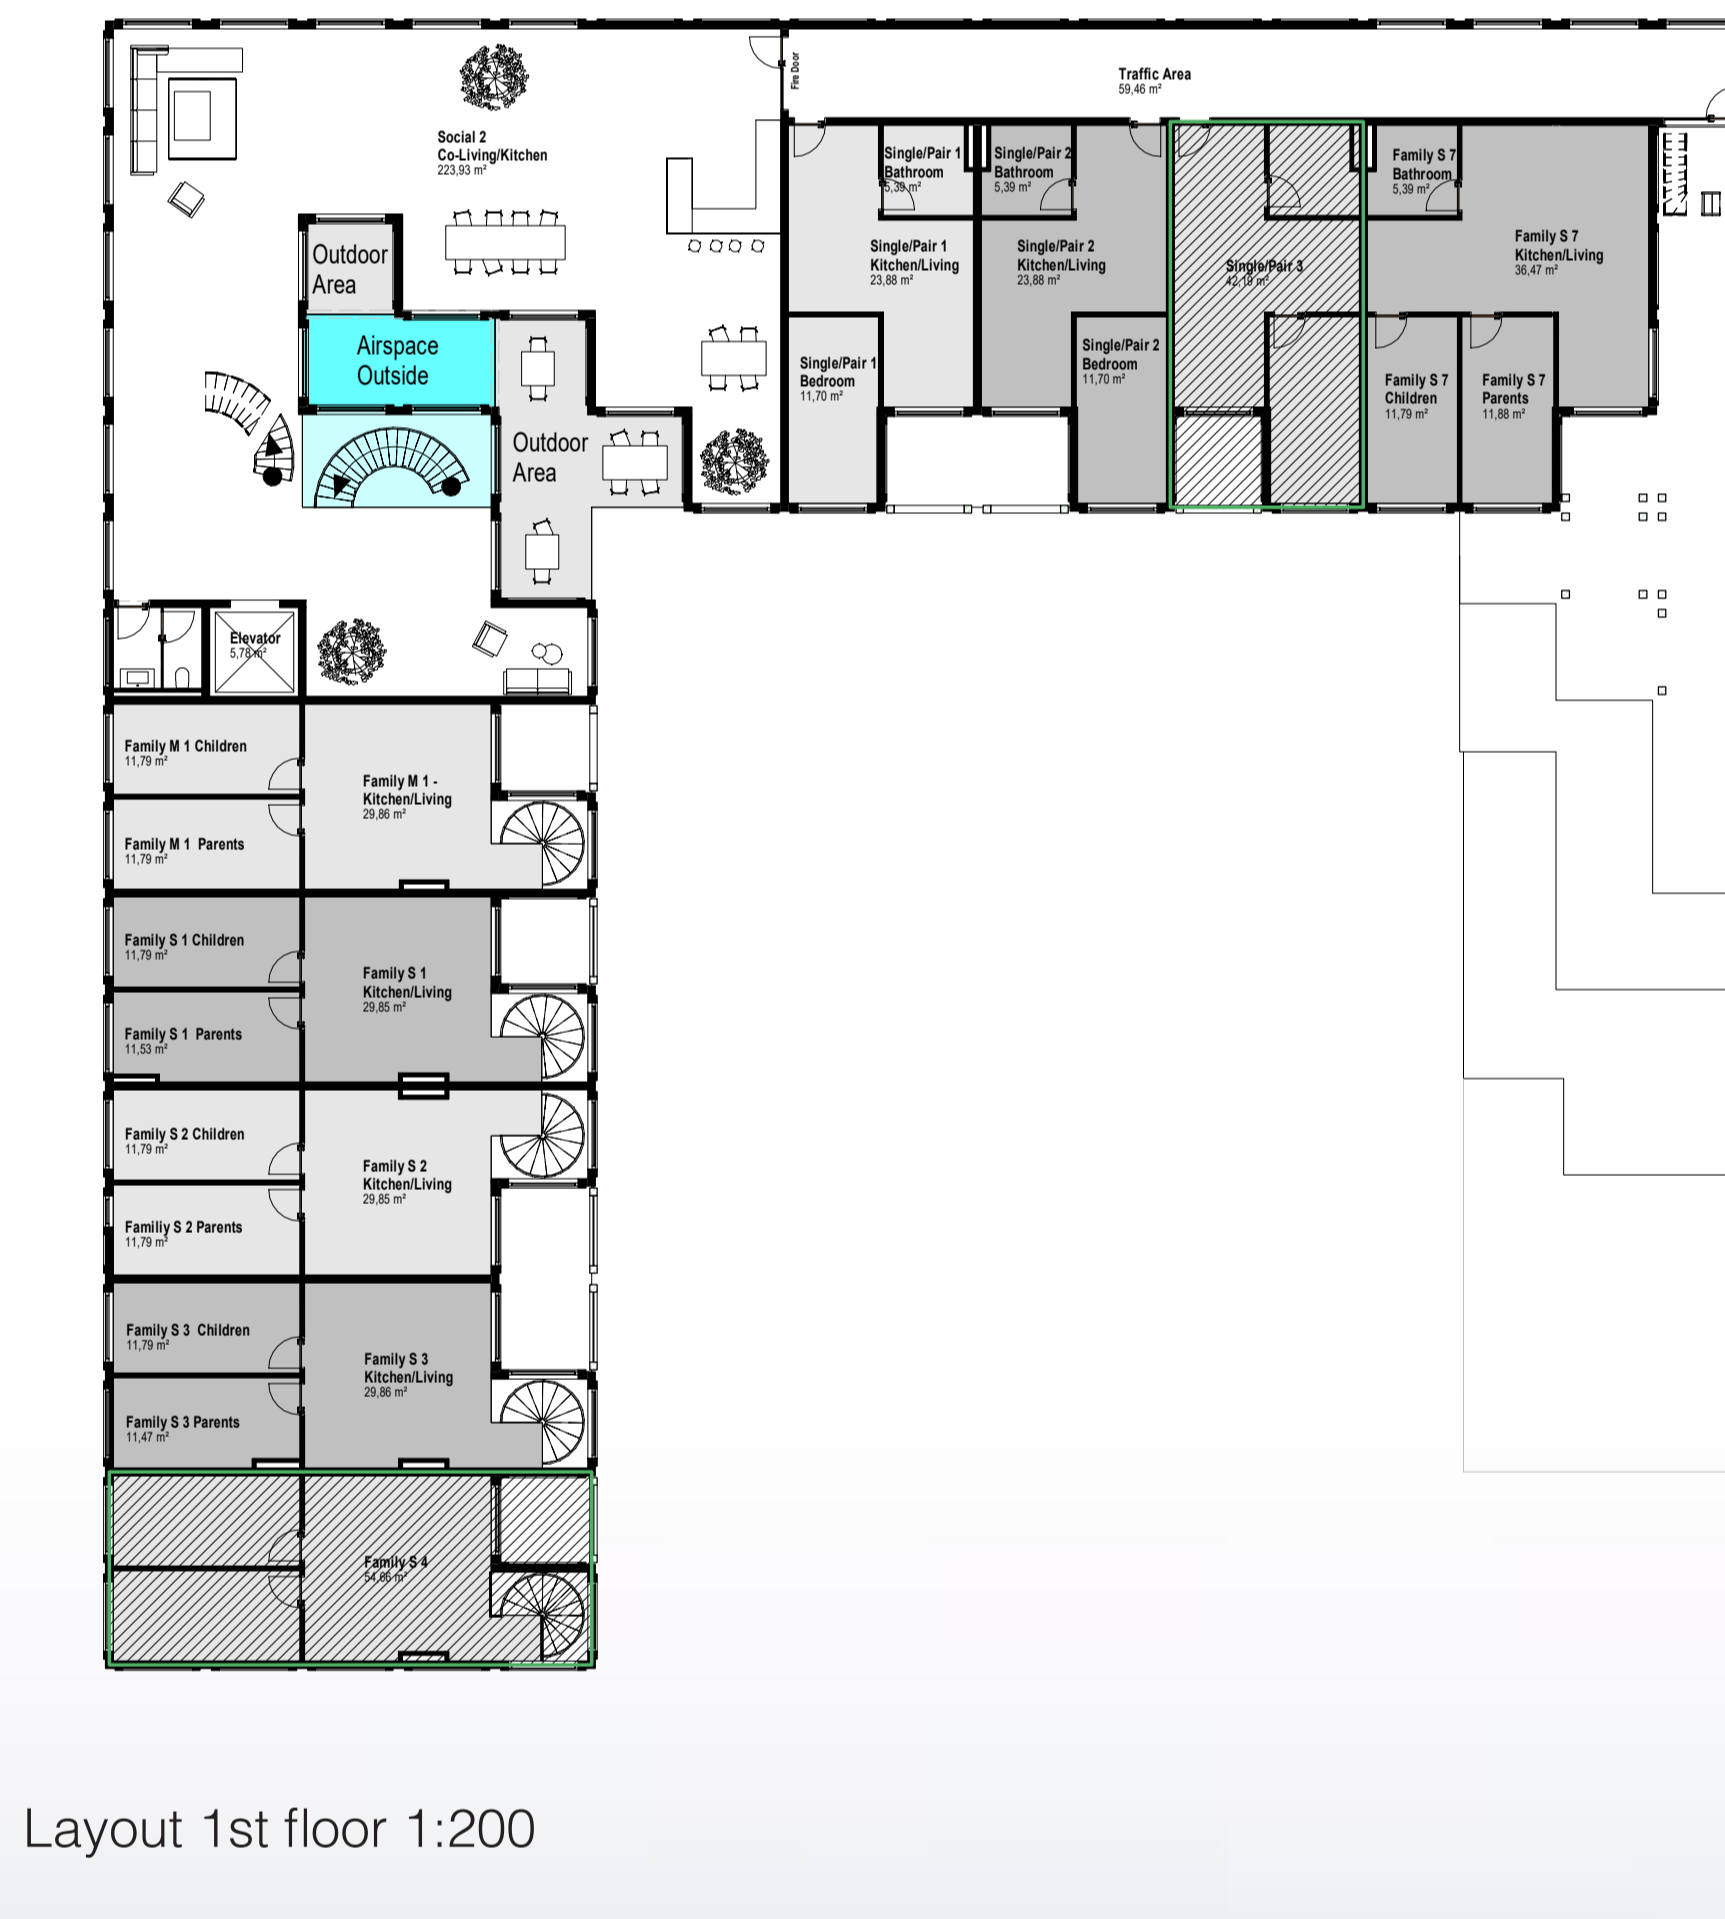 Fire Door
Traffic Area
59,46 m²
Social 2
Co-Living/Kitchen
223,93 m²
Single/Pair 1
Bathroom
5,39 m²
Single/Pair 2
Bathroom
5,39 m²
Family S 7
Bathroom
5,39 m²
Outdoor
Area
Single/Pair 1
Kitchen/Living
23,88 m²
Single/Pair 2
Kitchen/Living
23,88 m²
Single/Pair 3
42,19 m²
Family S 7
Kitchen/Living
36,47 m²
Airspace
Outside
Single/Pair 1
Bedroom
11,70 m²
Single/Pair 2
Bedroom
11,70 m²
Family S 7
Children
11,79 m²
Family S 7
Parents
11,88 m²
Outdoor
Area
Elevator
5,78 m²
Family M 1 Children
11,79 m²
Family M 1 -
Kitchen/Living
29,86 m²
Family M 1 Parents
11,79 m²
Family S 1 Children
11,79 m²
Family S 1
Kitchen/Living
29,85 m²
Family S 1 Parents
11,53 m²
Family S 2 Children
11,79 m²
Family S 2
Kitchen/Living
29,85 m²
Familiy S 2 Parents
11,79 m²
Family S 3 Children
11,79 m²
Family S 3
Kitchen/Living
29,86 m²
Family S 3 Parents
11,47 m²
Family S 4
54,66 m²
Layout 1st floor 1:200